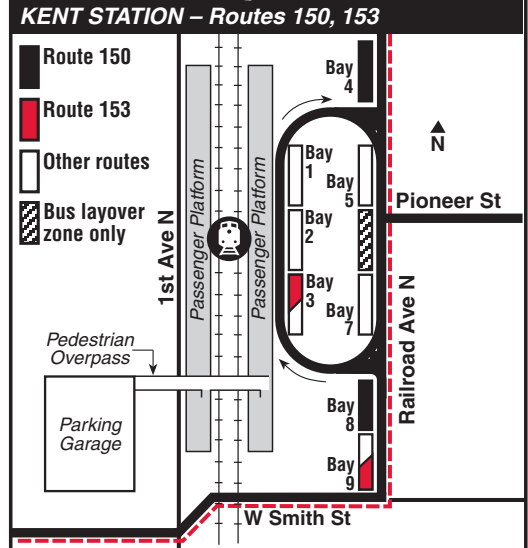 KENT STATION – Routes 150, 153
Route 150
Route 153
Other routes
Bus layover
zone only
1st Ave N
Passenger Platform
Passenger Platform
Bay
4
Bay
1
Bay
5
Bay
2
Bay
3
Bay
7
Bay
8
Bay
9
N
Pioneer St
Railroad Ave N
Pedestrian
Overpass
Parking
Garage
W Smith St